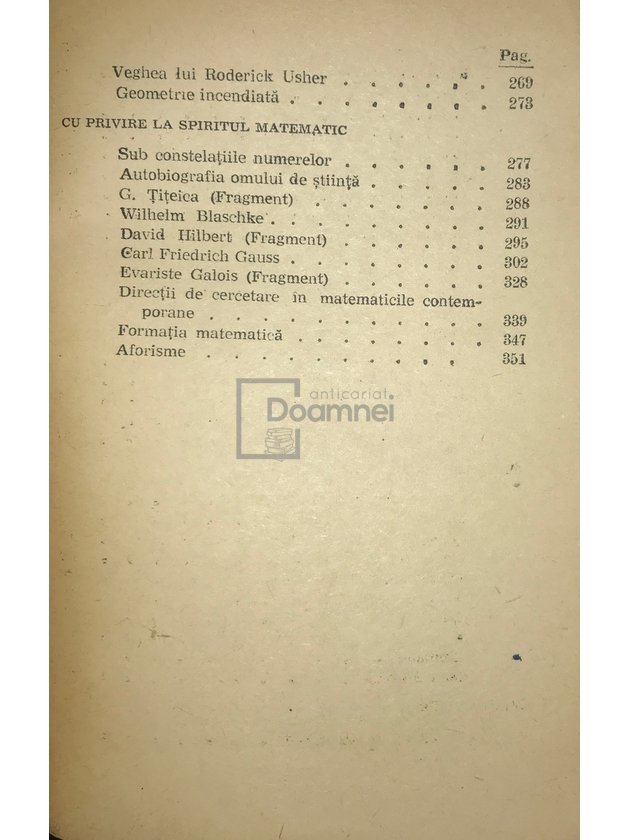 Pag.
Veghea lui Roderick Usher . . . . . . 269
Geometrie incendiată . . . . . . . . 273
CU PRIVIRE LA SPIRITUL MATEMATIC
Sub constelațiile numerelor . . . . . . 277
Autobiografia omului de știință . . . . . 283
G. Țițeica (Fragment) . . . . . . . 288
Wilhelm Blaschke . . . . . . . . . 291
David Hilbert (Fragment) . . . . . . 295
Carl Friedrich Gauss . . . . . . . . 302
Evariste Galois (Fragment) . . . . . . 328
Direcții de cercetare în matematicile contem-
porane . . . . . . . . . . . 339
Formația matematică . . . . . . . . 347
Aforisme . . . . . . . . . . 351
anticariat
Doamnei